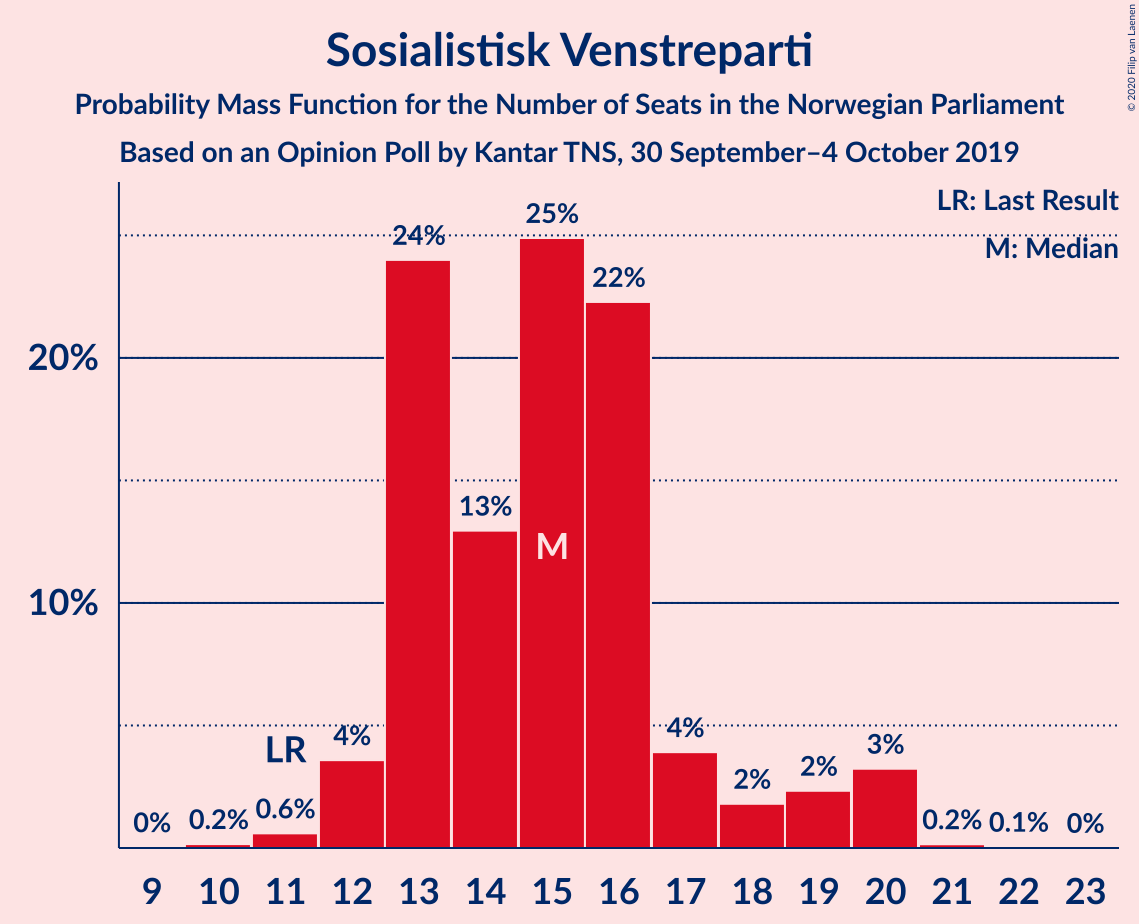 Sosialistisk Venstreparti
Probability Mass Function for the Number of Seats in the Norwegian Parliament
Based on an Opinion Poll by Kantar TNS, 30 September–4 October 2019
© 2020 Filip van Laenen
LR: Last Result
M: Median
25%
24%
22%
20%
13%
M
10%
4%
4%
LR
3%
2%
2%
0%
0.2%
0.6%
0.2%
0.1%
0%
9 10 11 12 13 14 15 16 17 18 19 20 21 22 23